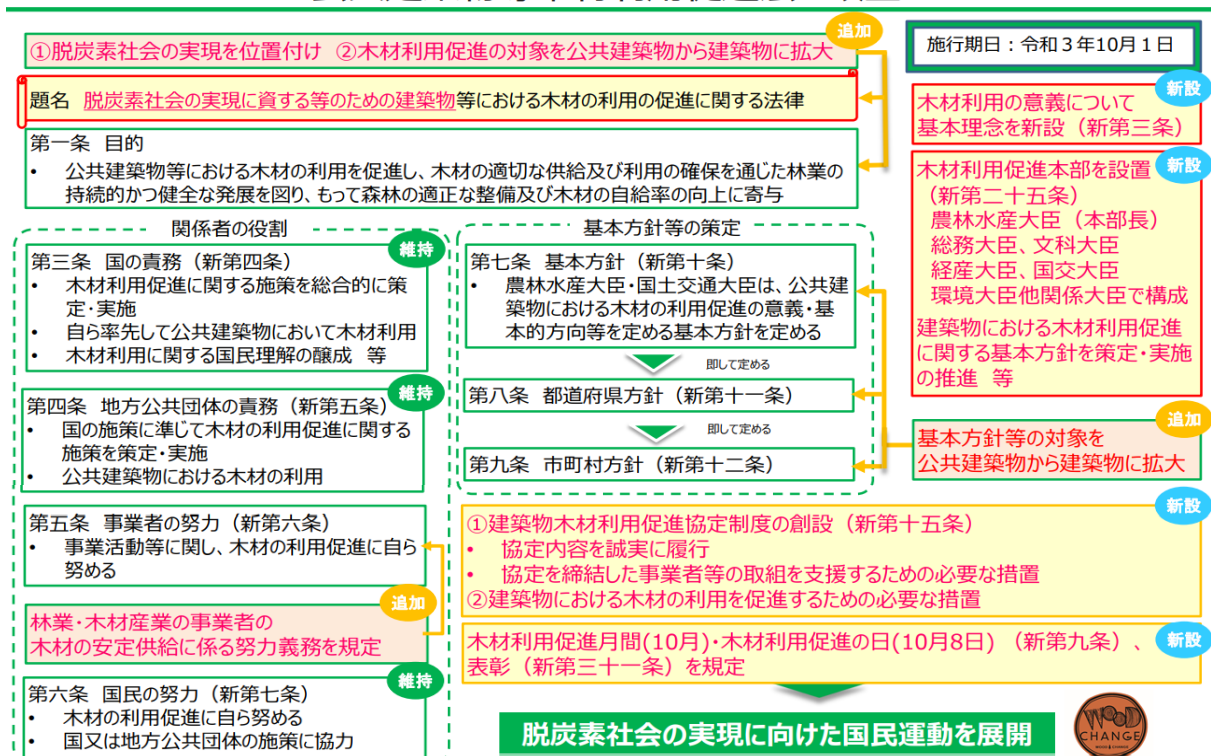 追加
①脱炭素社会の実現を位置付け ②木材利用促進の対象を公共建築物から建築物に拡大
題名 脱炭素社会の実現に資する等のための建築物等における木材の利用の促進に関する法律
第一条 目的
• 公共建築物等における木材の利用を促進し、木材の適切な供給及び利用の確保を通じた林業の
持続的かつ健全な発展を図り、もって森林の適正な整備及び木材の自給率の向上に寄与
施行期日：令和３年10月１日
新設
木材利用の意義について
基本理念を新設（新第三条）
新設
木材利用促進本部を設置
（新第二十五条）
農林水産大臣（本部長）
総務大臣、文科大臣
経産大臣、国交大臣
環境大臣他関係大臣で構成
建築物における木材利用促進
に関する基本方針を策定・実施
の推進 等
関係者の役割
維持
第三条 国の責務（新第四条）
• 木材利用促進に関する施策を総合的に策
定・実施
• 自ら率先して公共建築物において木材利用
• 木材利用に関する国民理解の醸成 等
維持
第四条 地方公共団体の責務（新第五条）
• 国の施策に準じて木材の利用促進に関する
施策を策定・実施
• 公共建築物における木材の利用
第五条 事業者の努力（新第六条）
• 事業活動等に関し、木材の利用促進に自ら
努める
追加
林業・木材産業の事業者の
木材の安定供給に係る努力義務を規定
維持
第六条 国民の努力（新第七条）
• 木材の利用促進に自ら努める
• 国又は地方公共団体の施策に協力
基本方針等の策定
第七条 基本方針（新第十条）
• 農林水産大臣・国土交通大臣は、公共建
築物における木材の利用促進の意義・基
本的方向等を定める基本方針を定める
即して定める
第八条 都道府県方針（新第十一条）
即して定める
第九条 市町村方針（新第十二条）
追加
基本方針等の対象を
公共建築物から建築物に拡大
新設
①建築物木材利用促進協定制度の創設（新第十五条）
• 協定内容を誠実に履行
• 協定を締結した事業者等の取組を支援するための必要な措置
②建築物における木材の利用を促進するための必要な措置
新設
木材利用促進月間(10月)・木材利用促進の日(10月8日)（新第九条）、
表彰（新第三十一条）を規定
脱炭素社会の実現に向けた国民運動を展開
WOOD
CHANGE